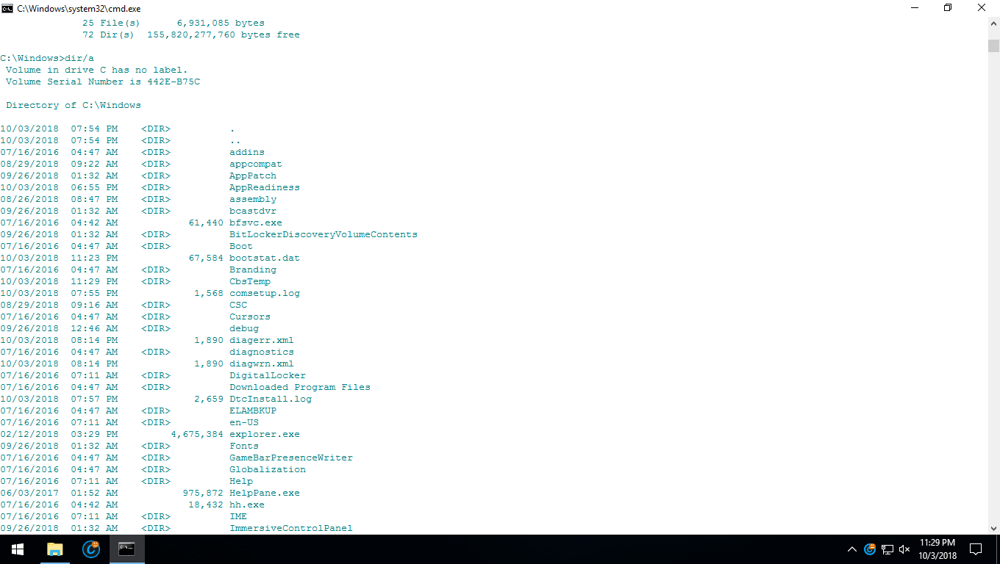 C:\Windows\system32\cmd.exe
25 File(s) 6,931,085 bytes
72 Dir(s) 155,820,277,760 bytes free
C:\Windows>dir/a
Volume in drive C has no label.
Volume Serial Number is 442E-B75C
Directory of C:\Windows
10/03/2018 07:54 PM <DIR> .
10/03/2018 07:54 PM <DIR> ..
07/16/2016 04:47 AM <DIR> addins
08/29/2018 09:22 AM <DIR> appcompat
09/26/2018 01:32 AM <DIR> AppPatch
10/03/2018 06:55 PM <DIR> AppReadiness
08/26/2018 08:47 PM <DIR> assembly
09/26/2018 01:32 AM <DIR> bcastdvr
07/16/2016 04:42 AM 61,440 bfsvc.exe
09/26/2018 01:32 AM <DIR> BitLockerDiscoveryVolumeContents
07/16/2016 04:47 AM <DIR> Boot
10/03/2018 11:23 PM 67,584 bootstat.dat
07/16/2016 04:47 AM <DIR> Branding
10/03/2018 11:29 PM <DIR> CbsTemp
10/03/2018 07:55 PM 1,568 comsetup.log
08/29/2018 09:16 AM <DIR> CSC
07/16/2016 04:47 AM <DIR> Cursors
09/26/2018 12:46 AM <DIR> debug
10/03/2018 08:14 PM 1,890 diagerr.xml
07/16/2016 04:47 AM <DIR> diagnostics
10/03/2018 08:14 PM 1,890 diagwrn.xml
07/16/2016 07:11 AM <DIR> DigitalLocker
07/16/2016 04:47 AM <DIR> Downloaded Program Files
10/03/2018 07:57 PM 2,659 DtcInstall.log
07/16/2016 04:47 AM <DIR> ELAMBKUP
07/16/2016 07:11 AM <DIR> en-US
02/12/2018 03:29 PM 4,675,384 explorer.exe
09/26/2018 01:32 AM <DIR> Fonts
07/16/2016 04:47 AM <DIR> GameBarPresenceWriter
07/16/2016 04:47 AM <DIR> Globalization
07/16/2016 07:11 AM <DIR> Help
06/03/2017 01:52 AM 975,872 HelpPane.exe
07/16/2016 04:42 AM 18,432 hh.exe
07/16/2016 07:11 AM <DIR> IME
09/26/2018 01:32 AM <DIR> ImmersiveControlPanel
11:29 PM
10/3/2018